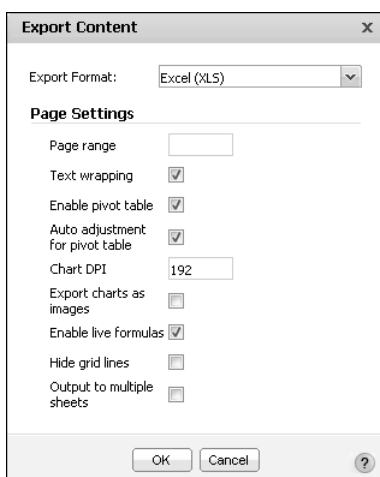 Export Content x
Export Format: Excel (XLS)
Page Settings
Page range
Text wrapping
Enable pivot table
Auto adjustment
for pivot table
Chart DPI 192
Export charts as
images
Enable live formulas
Hide grid lines
Output to multiple
sheets
OK Cancel ?